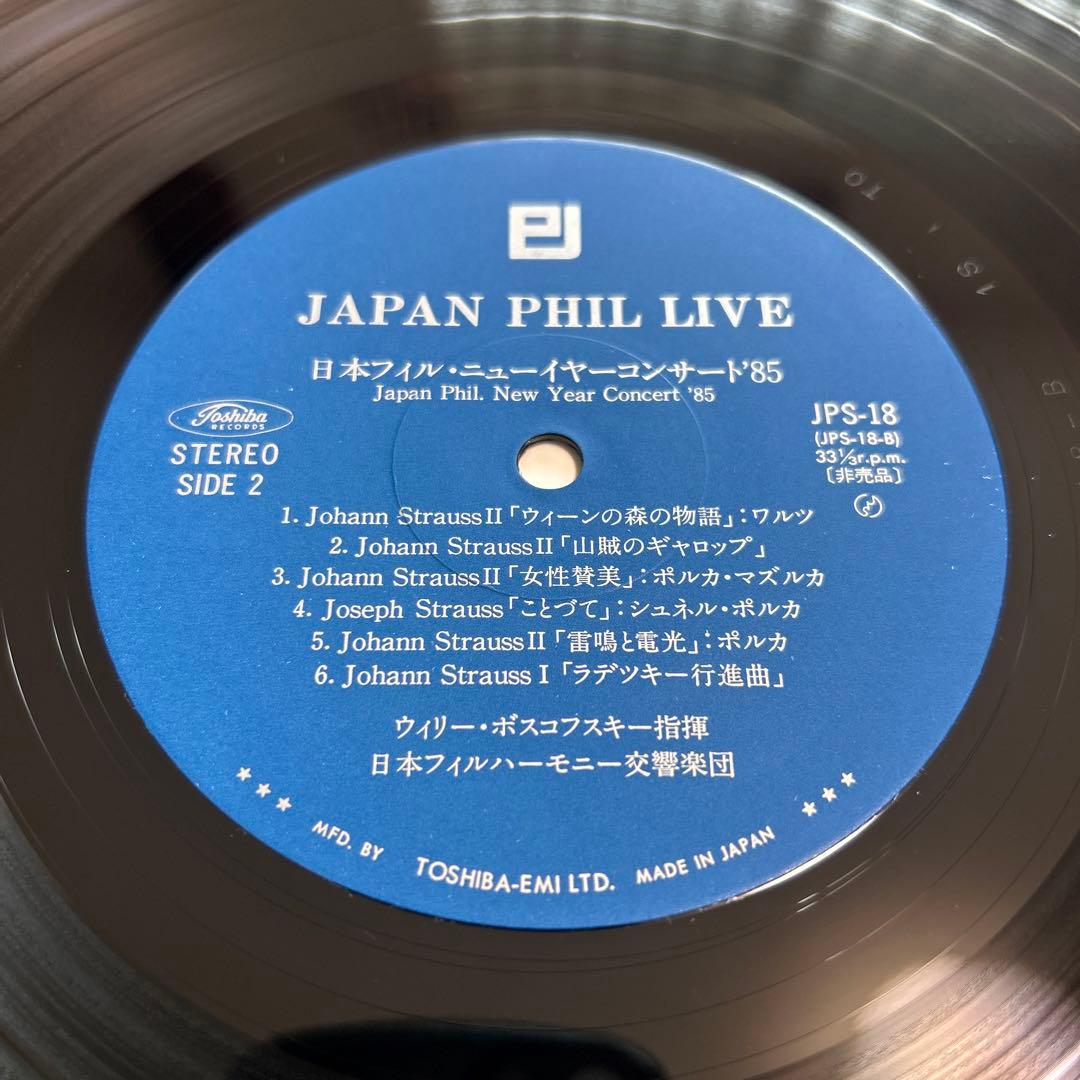 PJ
JAPAN PHIL LIVE
日本フィル・ニューイヤーコンサート'85
Japan Phil. New Year Concert '85
Toshiba
RECORDS
STEREO
SIDE 2
JPS-18
(JPS-18-B)
33⅓r.p.m.
〔非売品〕
1. Johann Strauss II「ウィーンの森の物語」:ワルツ
2. Johann Strauss II「山賊のギャロップ」
3. Johann Strauss II「女性賛美」:ポルカ・マズルカ
4. Joseph Strauss「ことづて」:シュネル・ポルカ
5. Johann Strauss II「雷鳴と電光」:ポルカ
6. Johann Strauss I「ラデツキー行進曲」
ウィリー・ボスコフスキー指揮
日本フィルハーモニー交響楽団
★★★ MFD. BY TOSHIBA-EMI LTD. MADE IN JAPAN ★★★